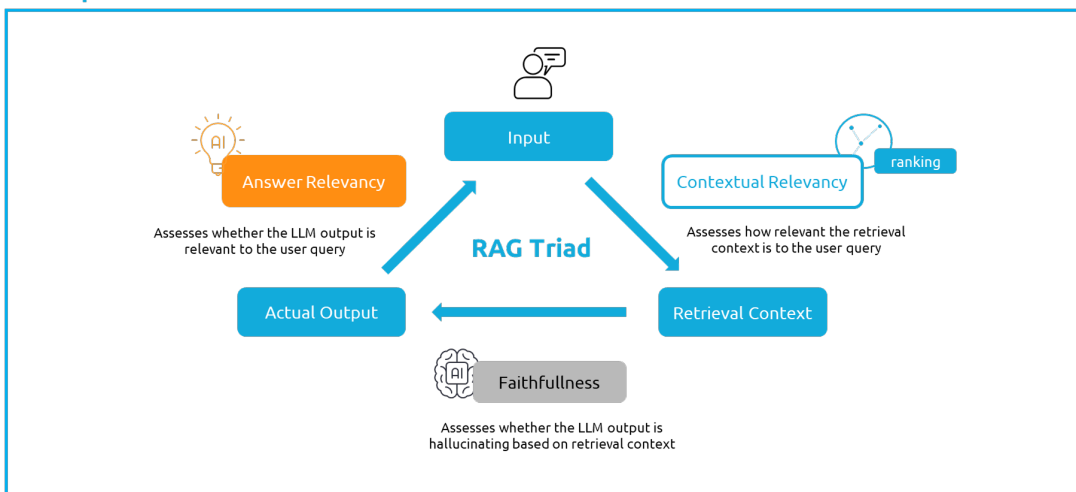 Input
AI
Answer Relevancy
Assesses whether the LLM output is
relevant to the user query
ranking
Contextual Relevancy
Assesses how relevant the retrieval
context is to the user query
RAG Triad
Actual Output
Retrieval Context
AI
Faithfullness
Assesses whether the LLM output is
hallucinating based on retrieval context